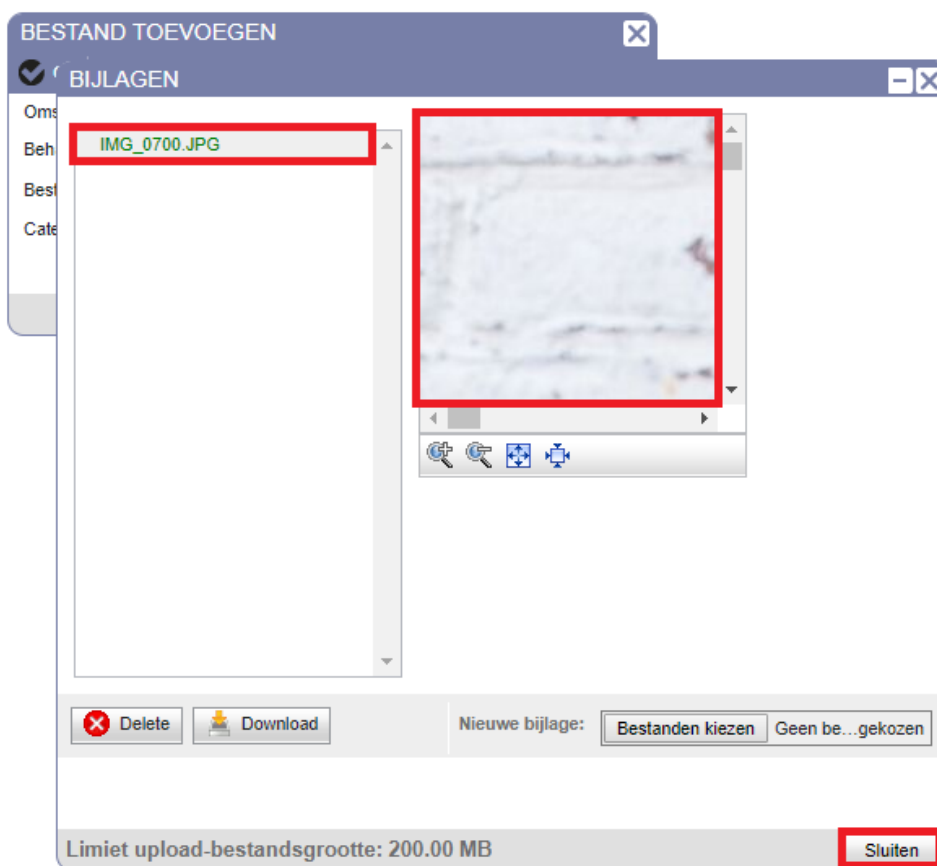 BESTAND TOEVOEGEN
BIJLAGEN
Oms
Beh
Best
Cate
IMG_0700.JPG
Delete
Download
Nieuwe bijlage:
Bestanden kiezen
Geen be...gekozen
Limiet upload-bestandsgrootte: 200.00 MB
Sluiten